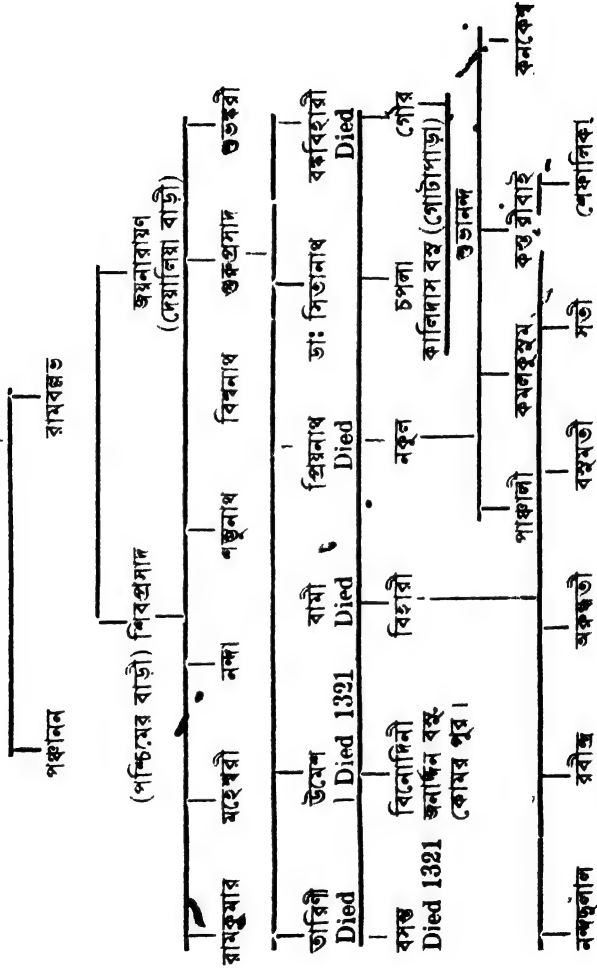 পঞ্চানন রামবল্লভ
(পশ্চিমের বাড়ী) শিবপ্রসাদ জয়নারায়ণ
(দেয়ালিয়া বাড়ী)
রামকুমার মহেশ্বরী নন্দা শম্ভুনাথ বিশ্বনাথ গুরুপ্রসাদ শুভঙ্করী
তারিণী উমেশ বামী প্রিয়নাথ ডাঃ সিতানাথ বঙ্কবিহারী
Died Died 1321 Died Died Died
বসন্ত বিনোদিনী বিহারী নকুল চপলা গৌর
Died 1321 জনার্দ্দন বসু কালিদাস বসু (গোটাপাড়া)
কোমর পুর।
শুভানন্দ
পাঞ্চালী কমলকুসুম কস্তুরীবাই কনকেশ্ব
নন্দদুলাল রবীন্দ্র অরুন্ধতী বসুমতী সতী শেফালিকা